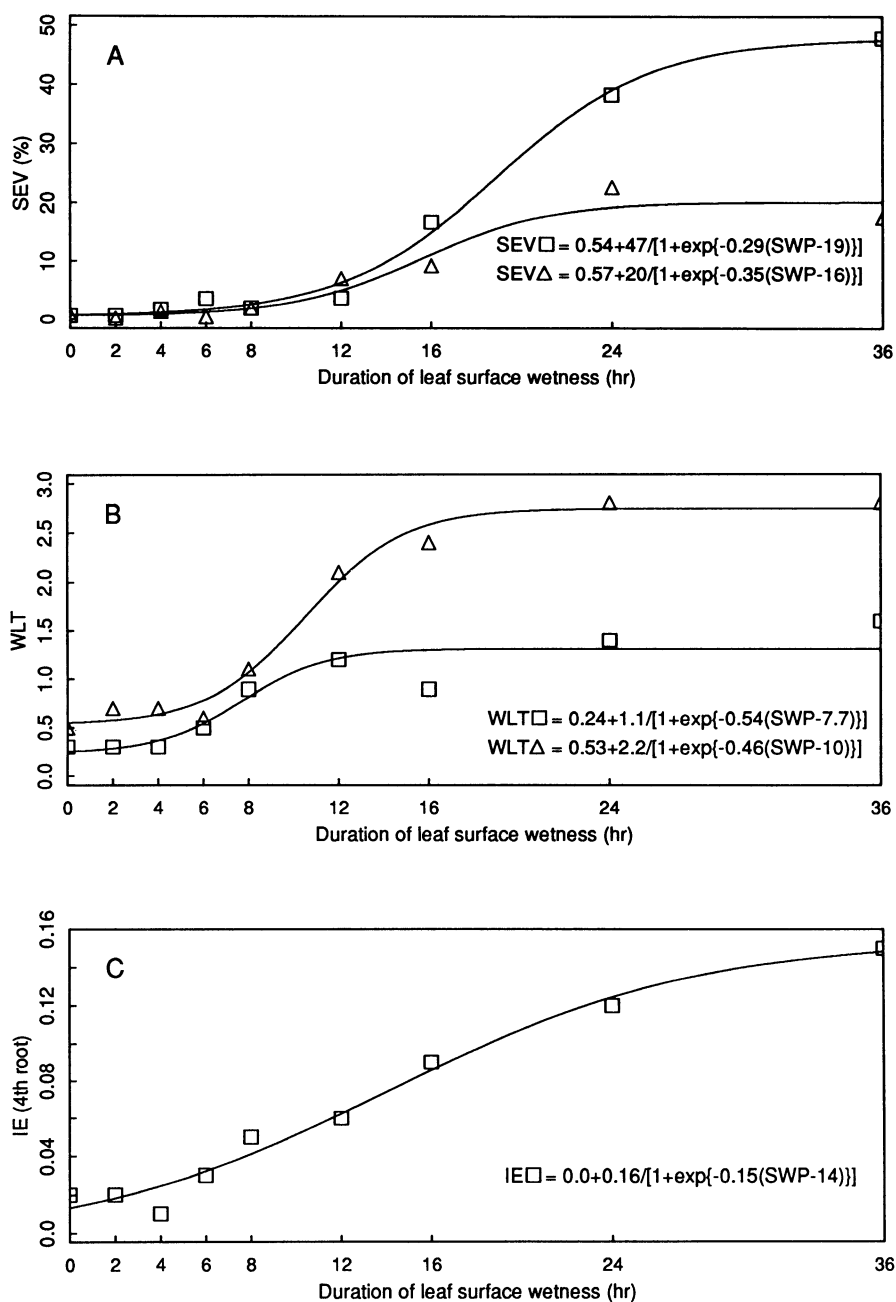 A
50
40
30
20
10
0
SEV (%)
SEV□ = 0.54+47/[1+exp{-0.29(SWP-19)}]
SEV△ = 0.57+20/[1+exp{-0.35(SWP-16)}]
0 2 4 6 8 12 16 24 36
Duration of leaf surface wetness (hr)
B
3.0
2.5
2.0
1.5
1.0
0.5
0.0
WLT
WLT□ = 0.24+1.1/[1+exp{-0.54(SWP-7.7)}]
WLT△ = 0.53+2.2/[1+exp{-0.46(SWP-10)}]
0 2 4 6 8 12 16 24 36
Duration of leaf surface wetness (hr)
C
0.16
0.12
0.08
0.04
0.0
IE (4th root)
IE□ = 0.0+0.16/[1+exp{-0.15(SWP-14)}]
0 2 4 6 8 12 16 24 36
Duration of leaf surface wetness (hr)